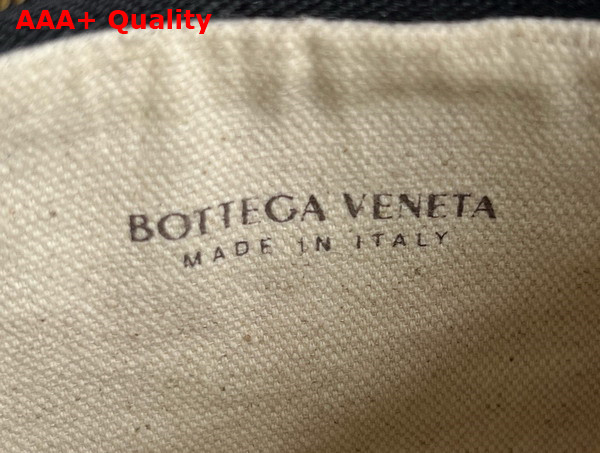 AAA+ Quality
BOTTEGA VENETA
MADE IN ITALY